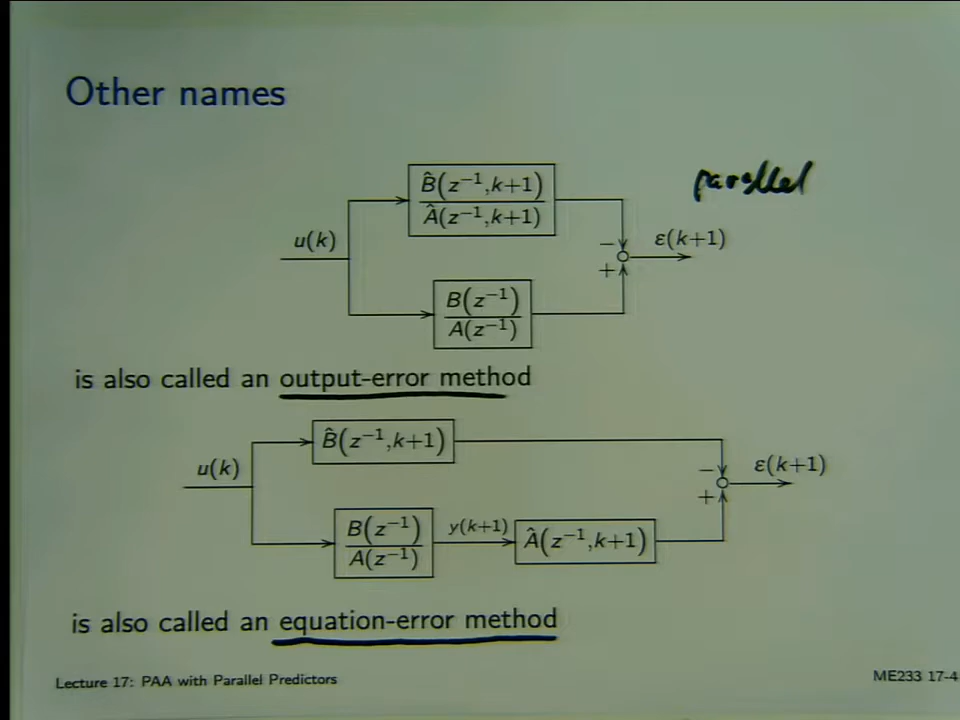 Other names
B̂(z⁻¹,k+1)
Â(z⁻¹,k+1)
parallel
u(k)
−
ε(k+1)
+
B(z⁻¹)
A(z⁻¹)
is also called an output-error method
B̂(z⁻¹,k+1)
u(k)
−
ε(k+1)
+
B(z⁻¹)
A(z⁻¹)
y(k+1)
Â(z⁻¹,k+1)
is also called an equation-error method
Lecture 17: PAA with Parallel Predictors
ME233 17-4